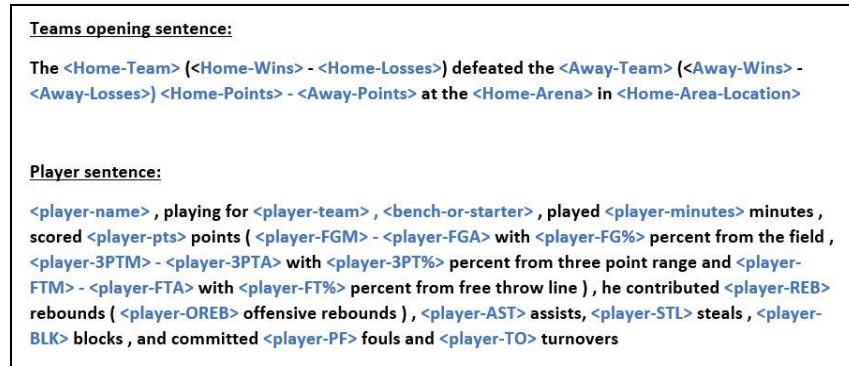 Teams opening sentence:
The <Home-Team> (<Home-Wins> - <Home-Losses>) defeated the <Away-Team> (<Away-Wins> -
<Away-Losses>) <Home-Points> - <Away-Points> at the <Home-Arena> in <Home-Area-Location>
Player sentence:
<player-name> , playing for <player-team> , <bench-or-starter> , played <player-minutes> minutes ,
scored <player-pts> points ( <player-FGM> - <player-FGA> with <player-FG%> percent from the field ,
<player-3PTM> - <player-3PTA> with <player-3PT%> percent from three point range and <player-
FTM> - <player-FTA> with <player-FT%> percent from free throw line ) , he contributed <player-REB>
rebounds ( <player-OREB> offensive rebounds ) , <player-AST> assists, <player-STL> steals , <player-
BLK> blocks , and committed <player-PF> fouls and <player-TO> turnovers